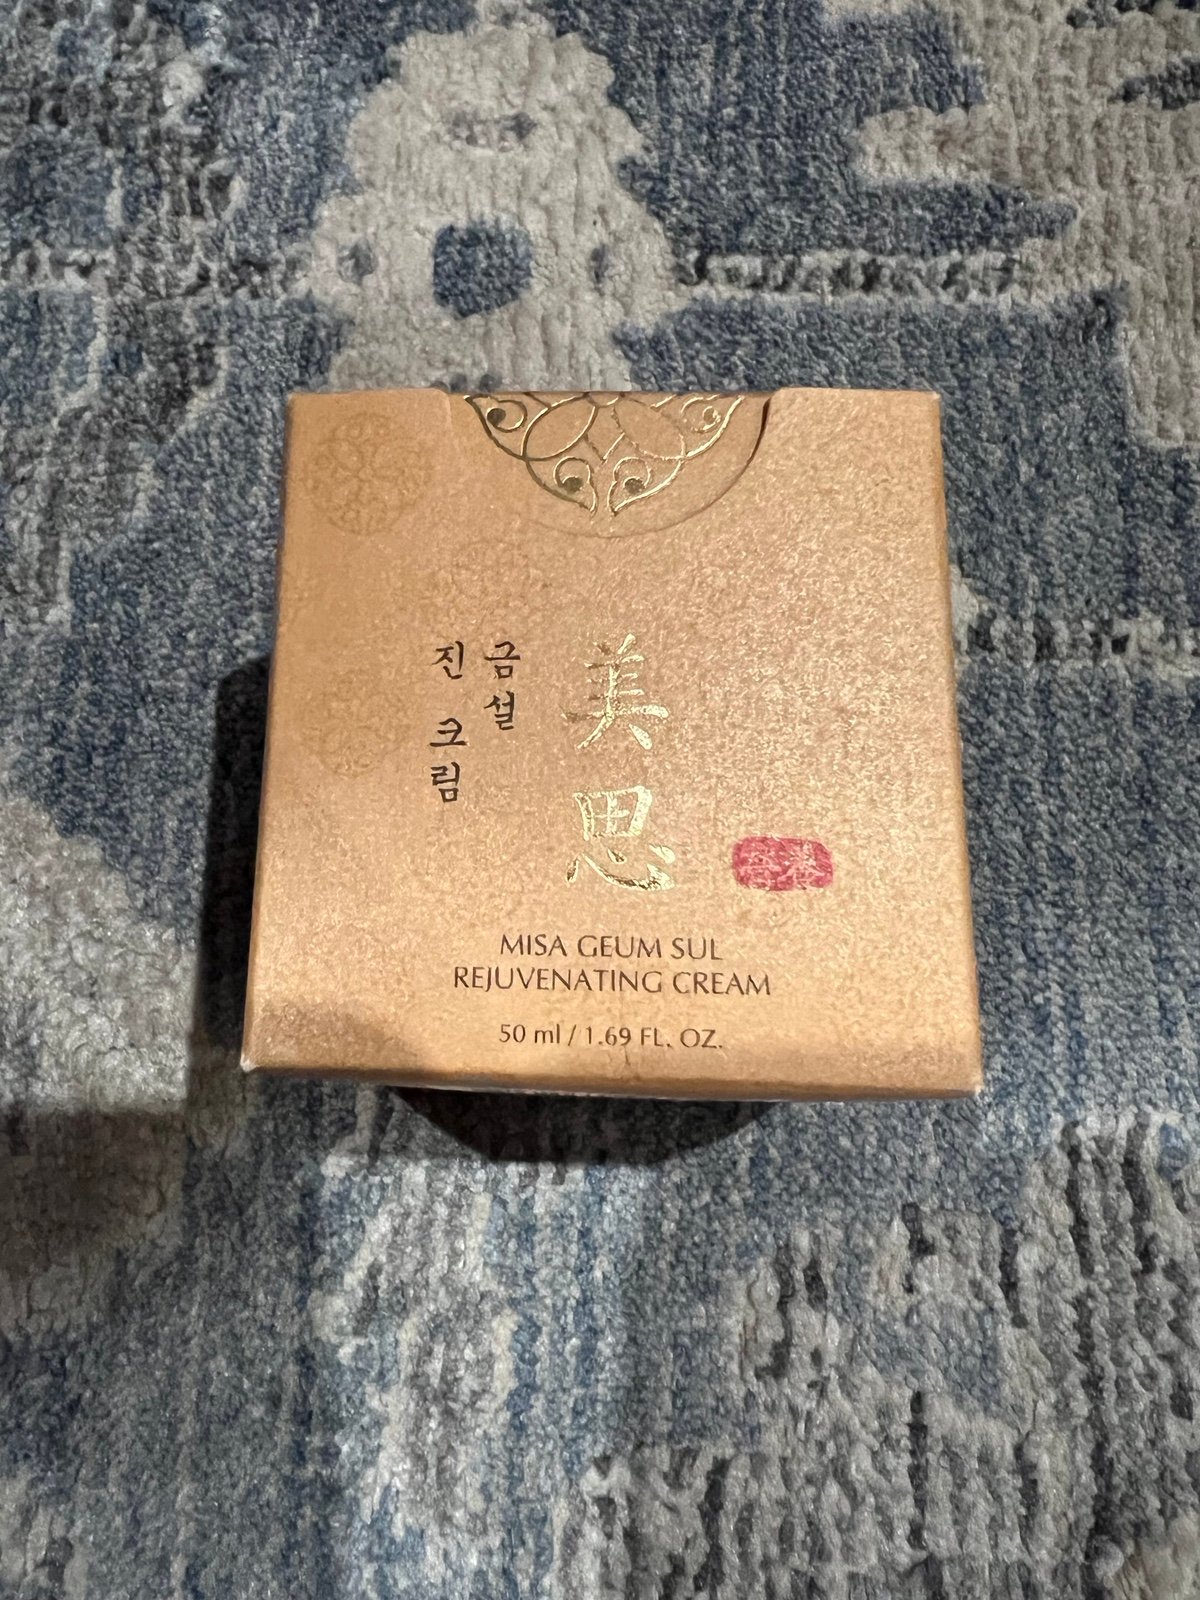 美思
금설
진 크림
MISA GEUM SUL
REJUVENATING CREAM
50 ml / 1.69 FL. OZ.